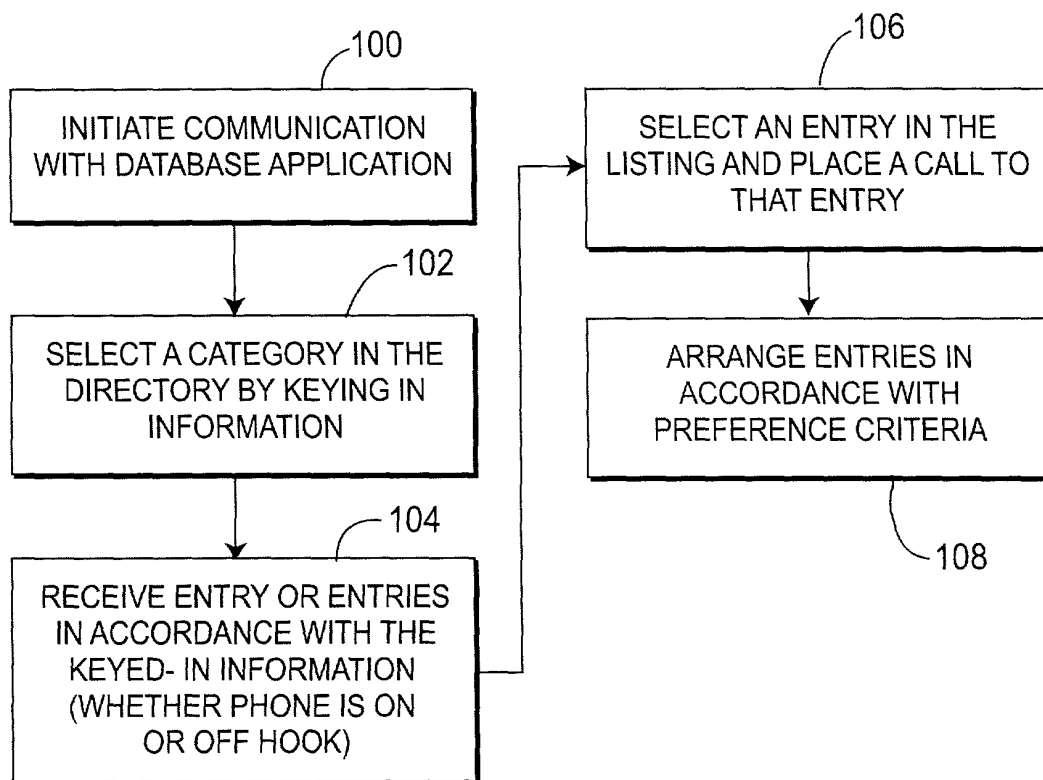 100
INITIATE COMMUNICATION
WITH DATABASE APPLICATION
102
SELECT A CATEGORY IN THE
DIRECTORY BY KEYING IN
INFORMATION
104
RECEIVE ENTRY OR ENTRIES
IN ACCORDANCE WITH THE
KEYED- IN INFORMATION
(WHETHER PHONE IS ON
OR OFF HOOK)
106
SELECT AN ENTRY IN THE
LISTING AND PLACE A CALL TO
THAT ENTRY
ARRANGE ENTRIES IN
ACCORDANCE WITH
PREFERENCE CRITERIA
108